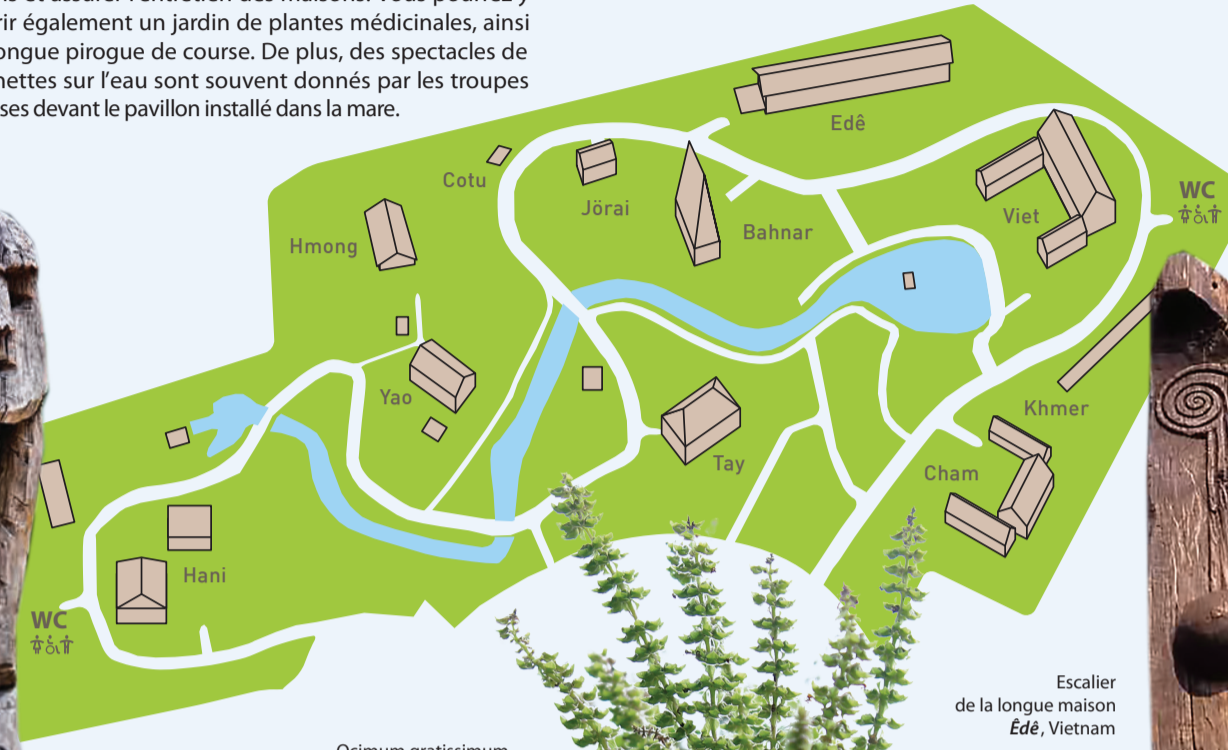 rir également un jardin de plantes médicinales, ainsi
ongue pirogue de course. De plus, des spectacles de
nettes sur l’eau sont souvent donnés par les troupes
ses devant le pavillon installé dans la mare.
Edê
Cotu
Jörai
WC
Viet
Hmong
Bahnar
Yao
Khmer
Tay
Cham
Hani
WC
Escalier
de la longue maison
Êdê, Vietnam